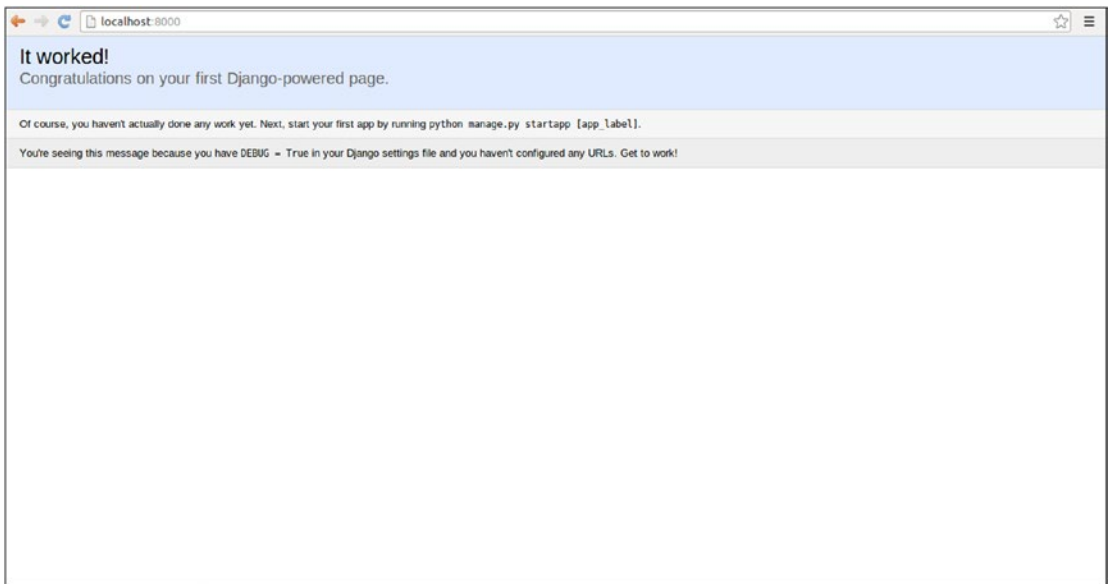 localhost:8000
It worked!
Congratulations on your first Django-powered page.
Of course, you haven't actually done any work yet. Next, start your first app by running python manage.py startapp [app_label].
You're seeing this message because you have DEBUG = True in your Django settings file and you haven't configured any URLs. Get to work!